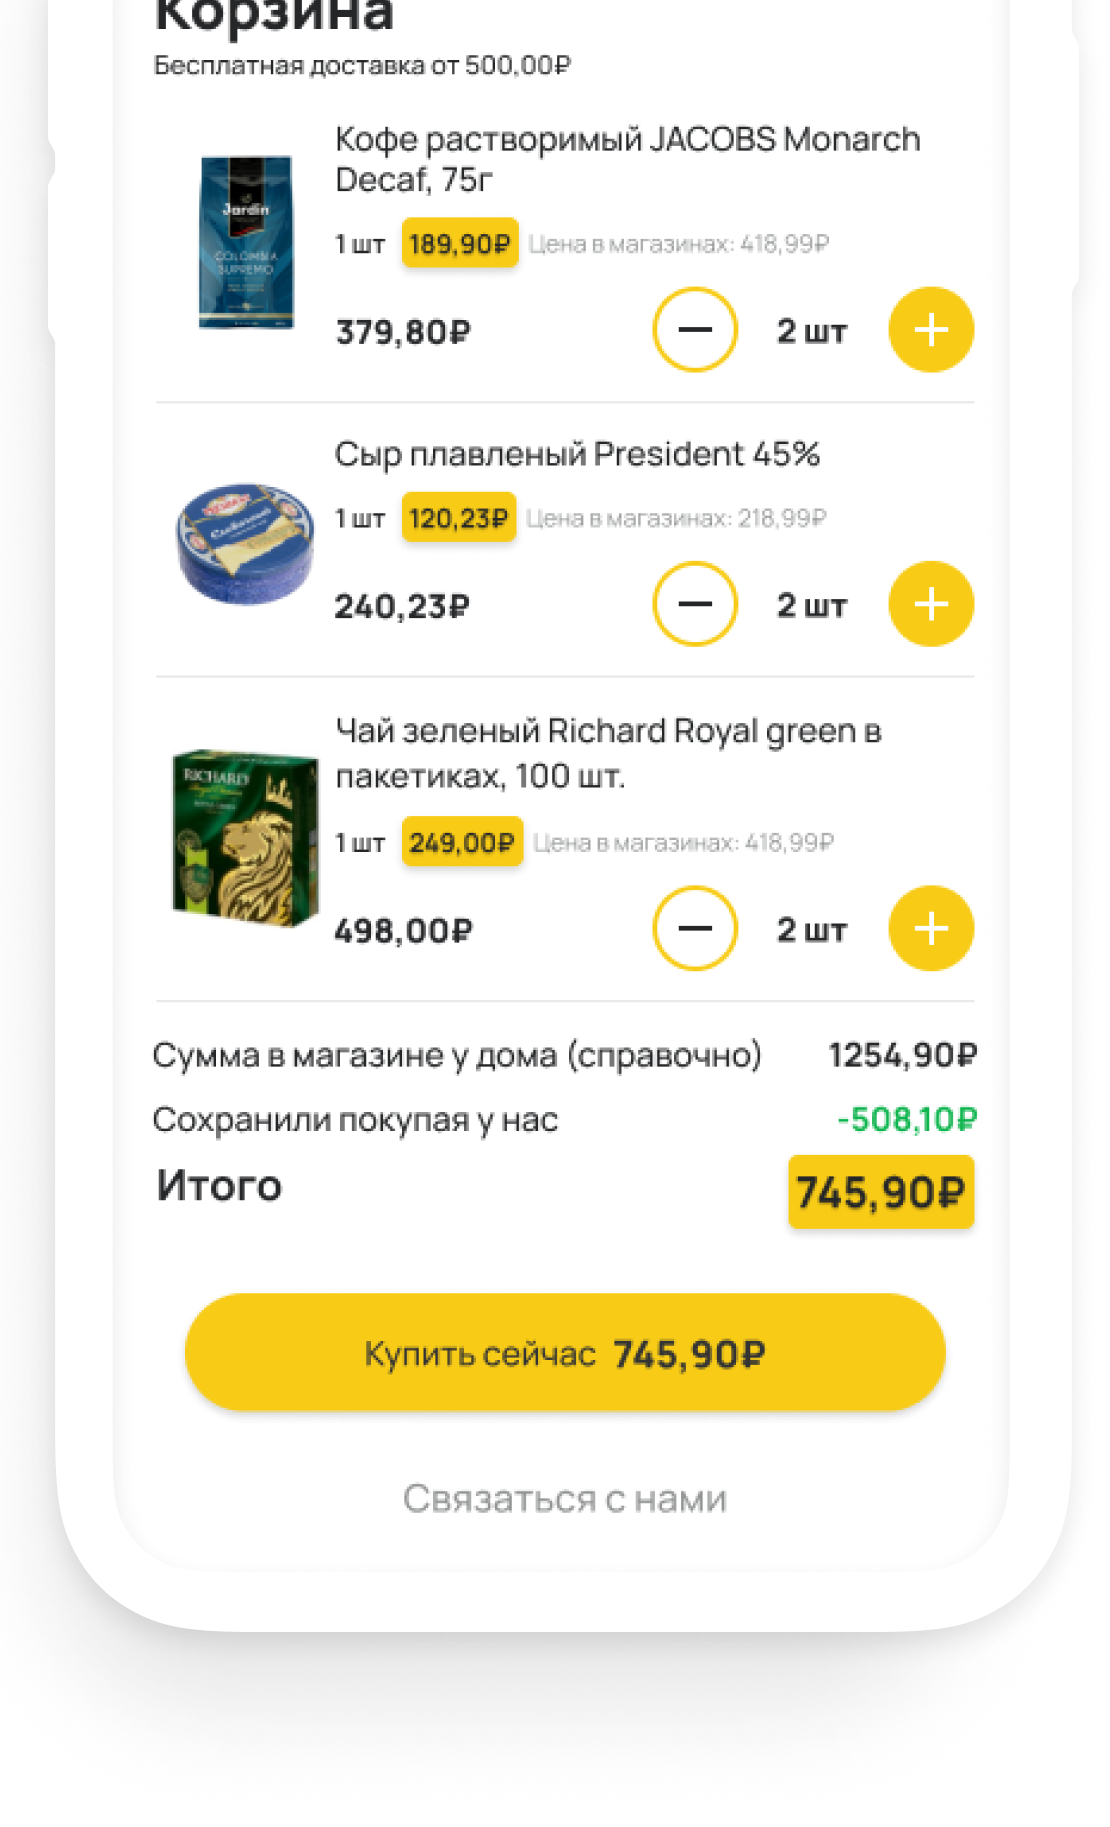 Корзина
Бесплатная доставка от 500,00₽
Кофе растворимый JACOBS Monarch
Decaf, 75г
Jardin
COLOMBIA
SUPREMO
1 шт 189,90₽ Цена в магазинах: 418,99₽
379,80₽ 2 шт
Сыр плавленый President 45%
1 шт 120,23₽ Цена в магазинах: 218,99₽
240,23₽ 2 шт
Чай зеленый Richard Royal green в
пакетиках, 100 шт.
RICHARD
1 шт 249,00₽ Цена в магазинах: 418,99₽
498,00₽ 2 шт
Сумма в магазине у дома (справочно) 1254,90₽
Сохранили покупая у нас -508,10₽
Итого 745,90₽
Купить сейчас 745,90₽
Связаться с нами